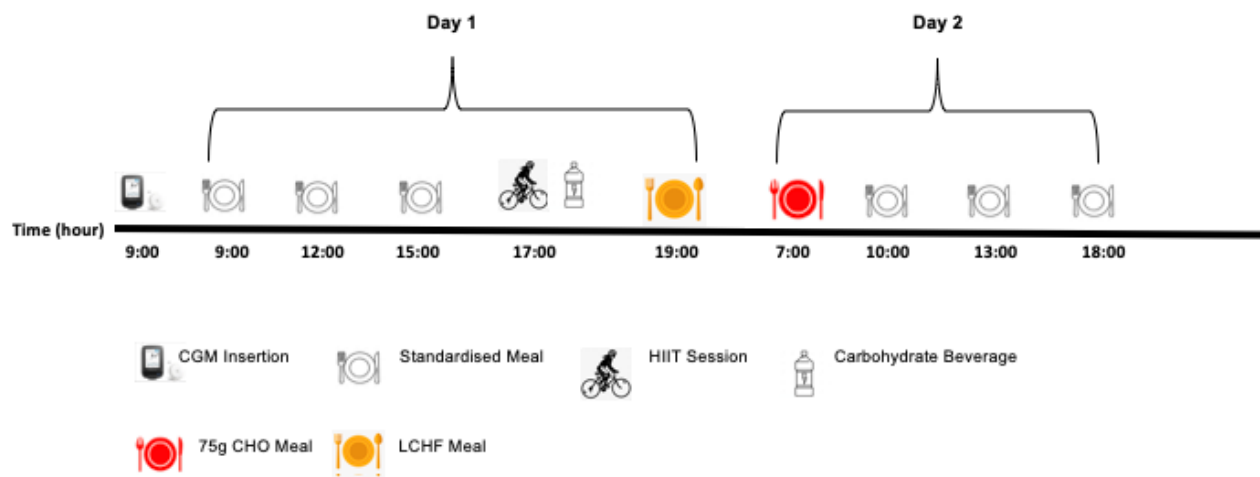 Day 1
Day 2
Time (hour)
9:00
9:00
12:00
15:00
17:00
19:00
7:00
10:00
13:00
18:00
CGM Insertion
Standardised Meal
HIIT Session
Carbohydrate Beverage
75g CHO Meal
LCHF Meal